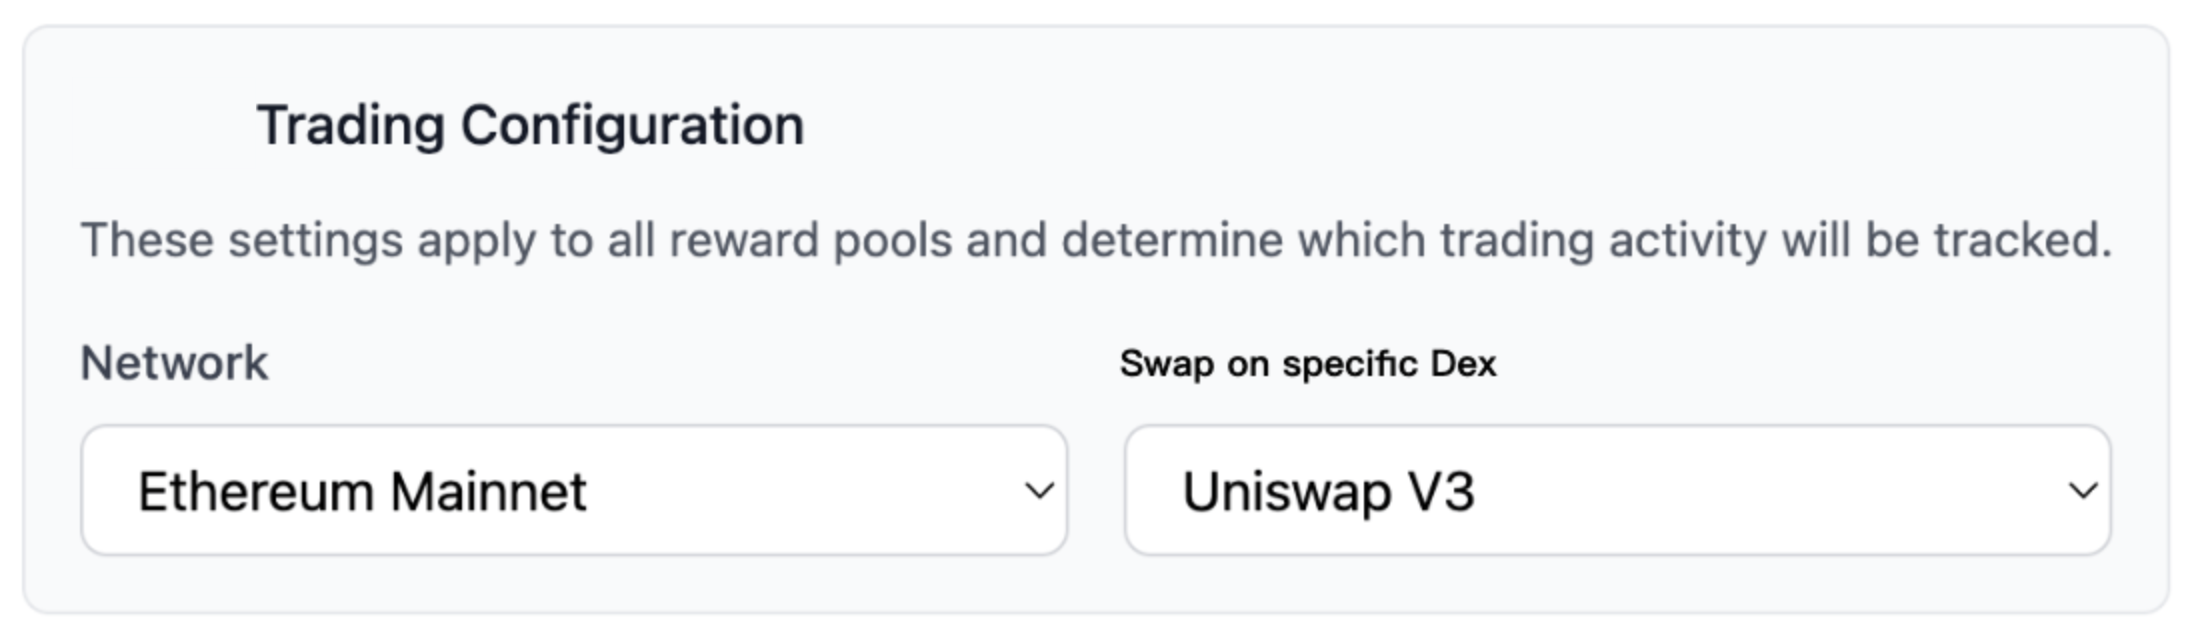 Trading Configuration
These settings apply to all reward pools and determine which trading activity will be tracked.
Network
Swap on specific Dex
Ethereum Mainnet
Uniswap V3